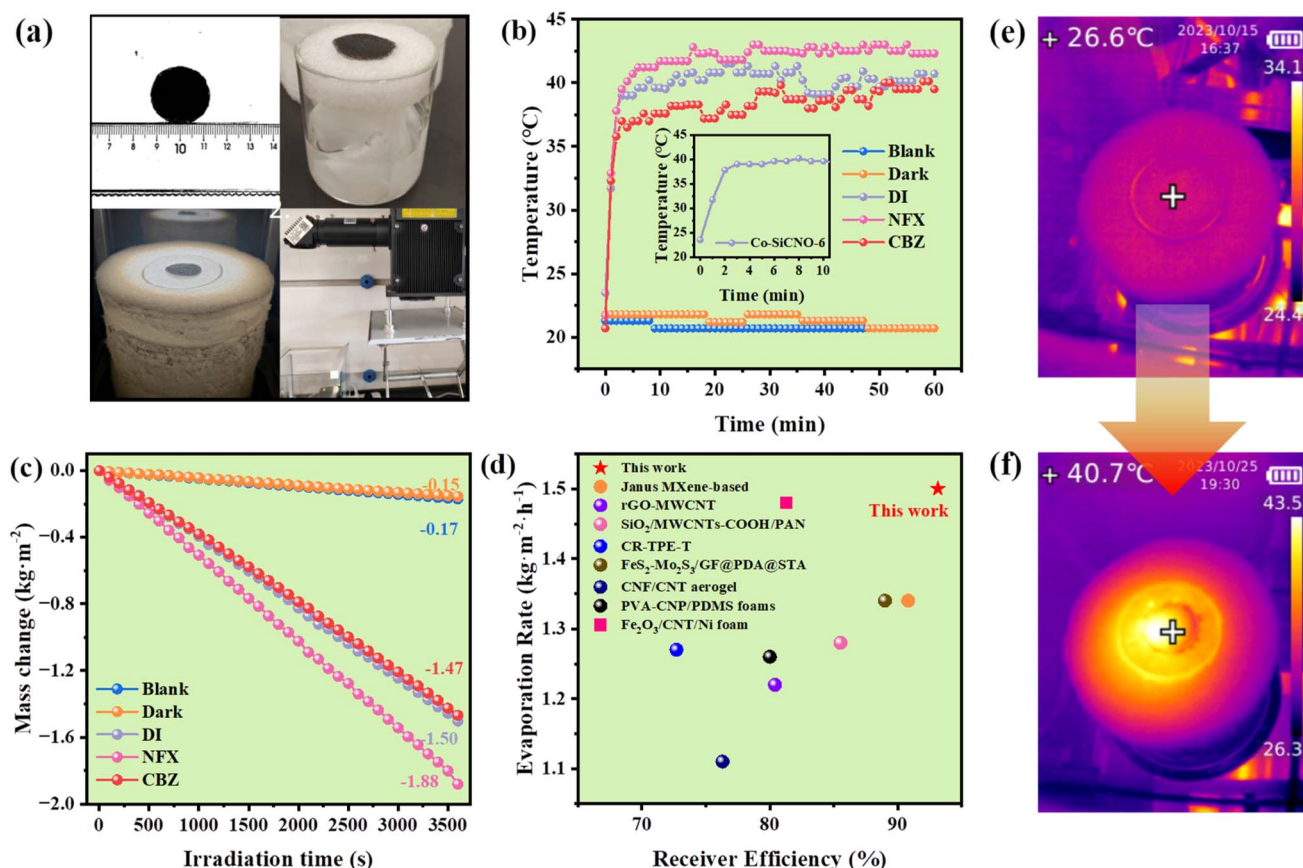 (a)
7 8 9 10 11 12 13 14
(b)
Temperature (°C)
45
40
35
30
25
20
0 10 20 30 40 50 60
Time (min)
Blank
Dark
DI
NFX
CBZ
Temperature (°C)
45
40
35
30
25
20
0 2 4 6 8 10
Co-SiCNO-6
Time (min)
(e)
26.6°C
2023/10/15
16:37
34.1
24.4
(c)
Mass change (kg·m⁻²)
0.0
−0.4
−0.8
−1.2
−1.6
−2.0
0 500 1000 1500 2000 2500 3000 3500
Irradiation time (s)
-0.15
-0.17
-1.47
-1.50
-1.88
Blank
Dark
DI
NFX
CBZ
(d)
Evaporation Rate (kg·m⁻²·h⁻¹)
1.5
1.4
1.3
1.2
1.1
70 80 90
Receiver Efficiency (%)
This work
Janus MXene-based
rGO-MWCNT
SiO₂/MWCNTs-COOH/PAN
CR-TPE-T
FeS₂-Mo₂S₃/GF@PDA@STA
CNF/CNT aerogel
PVA-CNP/PDMS foams
Fe₂O₃/CNT/Ni foam
This work
(f)
40.7°C
2023/10/25
19:30
43.5
26.3